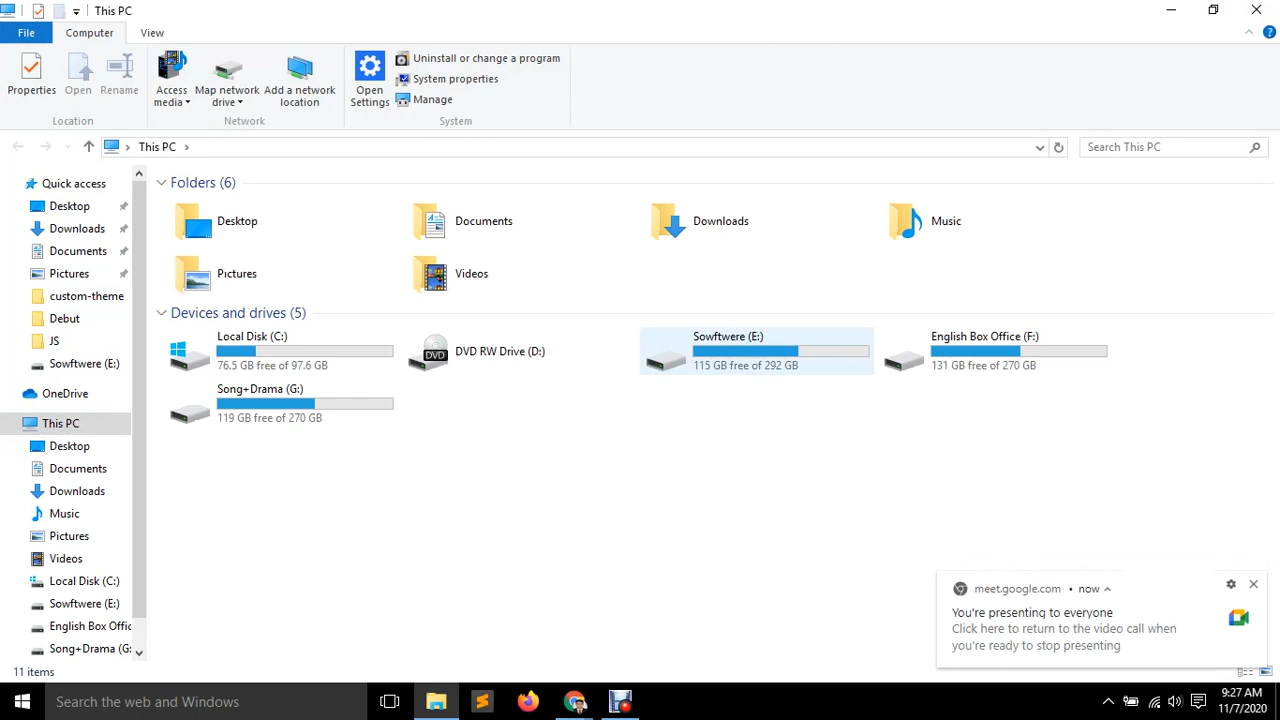 This PC
File
Computer
View
Properties
Open
Rename
Access media
Map network drive
Add a network location
Open Settings
Uninstall or change a program
System properties
Manage
Location
Network
System
This PC
Search This PC
Quick access
Desktop
Downloads
Documents
Pictures
custom-theme
Debut
JS
Sowftwere (E:)
OneDrive
This PC
Desktop
Documents
Downloads
Music
Pictures
Videos
Local Disk (C:)
Sowftwere (E:)
English Box Offic
Song+Drama (G:
Folders (6)
Desktop
Documents
Downloads
Music
Pictures
Videos
Devices and drives (5)
Local Disk (C:)
76.5 GB free of 97.6 GB
DVD
DVD RW Drive (D:)
Sowftwere (E:)
115 GB free of 292 GB
English Box Office (F:)
131 GB free of 270 GB
Song+Drama (G:)
119 GB free of 270 GB
meet.google.com • now
You're presenting to everyone
Click here to return to the video call when
you're ready to stop presenting
11 items
Search the web and Windows
9:27 AM
11/7/2020